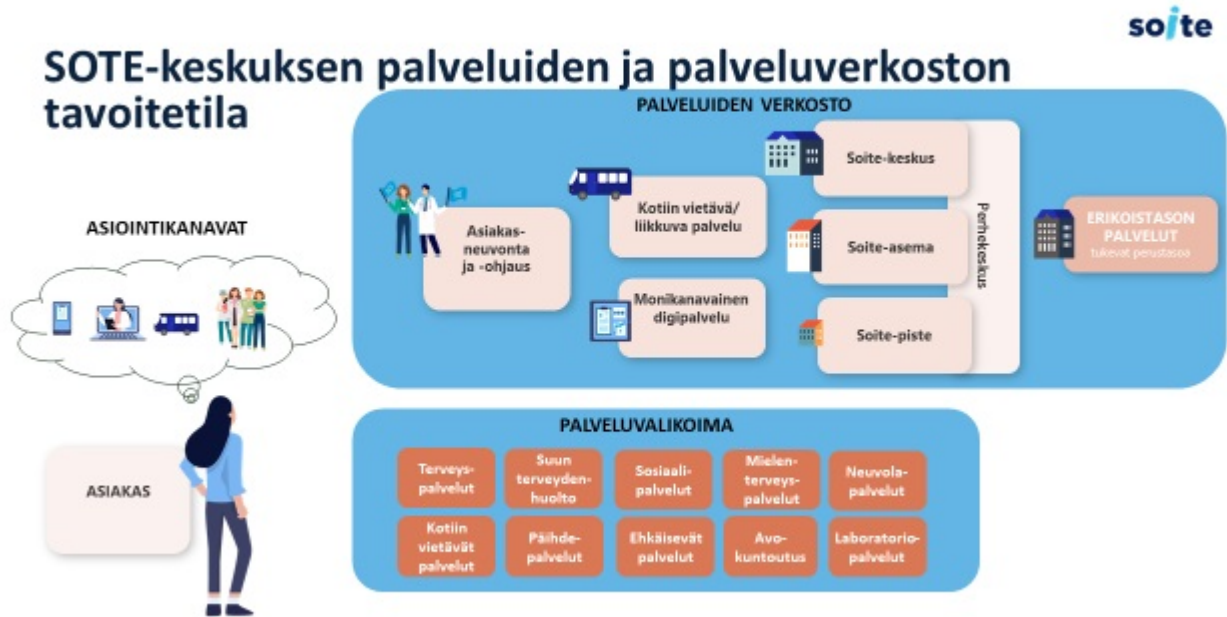 soite
SOTE-keskuksen palveluiden ja palveluverkoston
tavoitetila
PALVELUIDEN VERKOSTO
ASIOINTIKANAVAT
Asiakas-
neuvonta
ja -ohjaus
Kotiin vietävä/
liikkuva palvelu
Monikanavainen
digipalvelu
Soite-keskus
Soite-asema
Soite-piste
Perhekeskus
ERIKOISTASON
PALVELUT
tukevat perustasoa
ASIAKAS
PALVELUVALIKOIMA
Terveys-
palvelut
Suun
terveyden-
huolto
Sosiaali-
palvelut
Mielen-
terveys-
palvelut
Neuvola-
palvelut
Kotiin
vietävät
palvelut
Päihde-
palvelut
Ehkäisevät
palvelut
Avo-
kuntoutus
Laboratorio-
palvelut